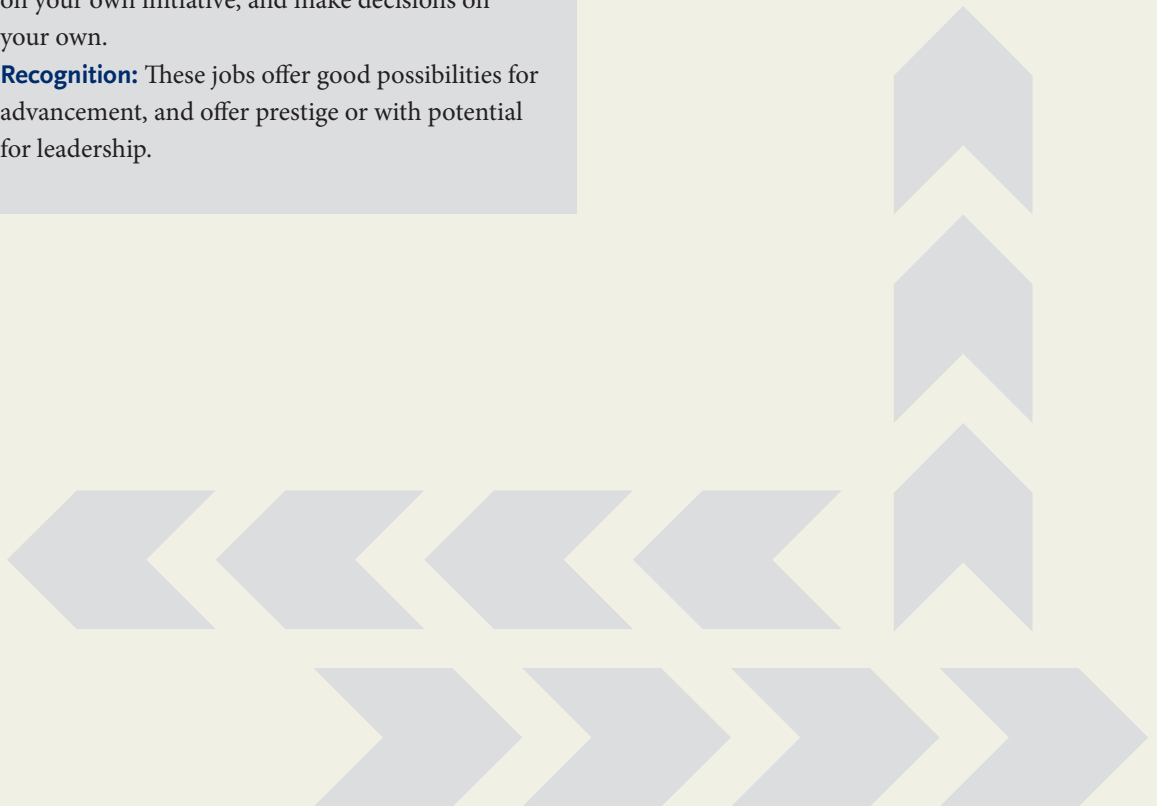 on your own initiative, and make decisions on
your own.
Recognition: These jobs offer good possibilities for
advancement, and offer prestige or with potential
for leadership.